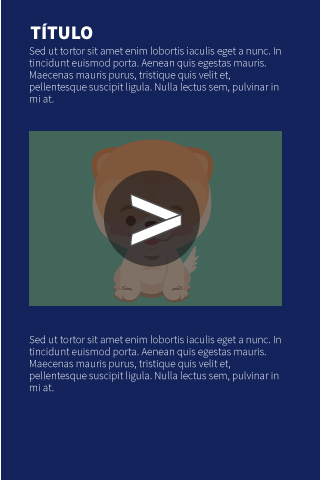 TÍTULO
Sed ut tortor sit amet enim lobortis iaculis eget a nunc. In
tincidunt euismod porta. Aenean quis egestas mauris.
Maecenas mauris purus, tristique quis velit et,
pellentesque suscipit ligula. Nulla lectus sem, pulvinar in
mi at.
Sed ut tortor sit amet enim lobortis iaculis eget a nunc. In
tincidunt euismod porta. Aenean quis egestas mauris.
Maecenas mauris purus, tristique quis velit et,
pellentesque suscipit ligula. Nulla lectus sem, pulvinar in
mi at.